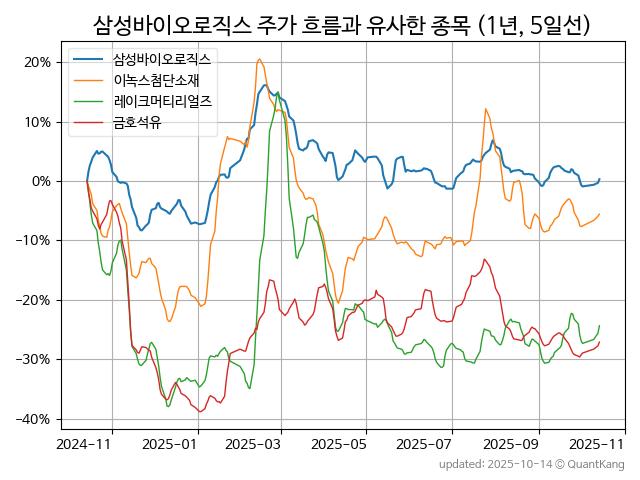 삼성바이오로직스 주가 흐름과 유사한 종목 (1년, 5일선)
삼성바이오로직스
이녹스첨단소재
레이크머티리얼즈
금호석유
20%
10%
0%
−10%
−20%
−30%
−40%
2024-11 2025-01 2025-03 2025-05 2025-07 2025-09 2025-11
updated: 2025-10-14 © QuantKang